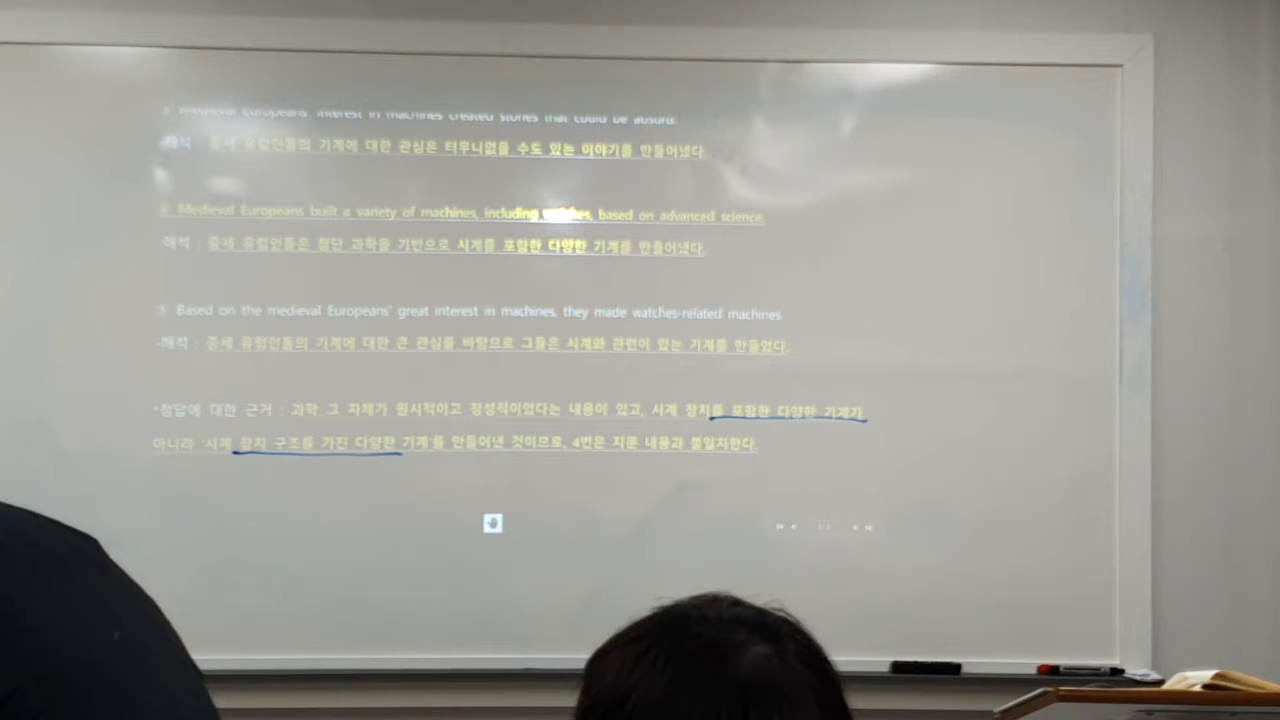 Medieval Europeans' interest in machines created stories that could be absurd.
해석 : 중세 유럽인들의 기계에 대한 관심은 터무니없을 수도 있는 이야기를 만들어냈다.
④ Medieval Europeans built a variety of machines, including watches, based on advanced science.
해석 : 중세 유럽인들은 첨단 과학을 기반으로 시계를 포함한 다양한 기계를 만들어냈다.
⑤ Based on the medieval Europeans' great interest in machines, they made watches-related machines.
-해석 : 중세 유럽인들의 기계에 대한 큰 관심을 바탕으로 그들은 시계와 관련이 있는 기계를 만들었다.
*정답에 대한 근거 : 과학 그 자체가 원시적이고 정성적이었다는 내용이 있고, 시계 장치를 포함한 다양한 기계가
아니라 '시계 장치 구조를 가진 다양한 기계'를 만들어낸 것이므로, 4번은 지문 내용과 불일치한다.